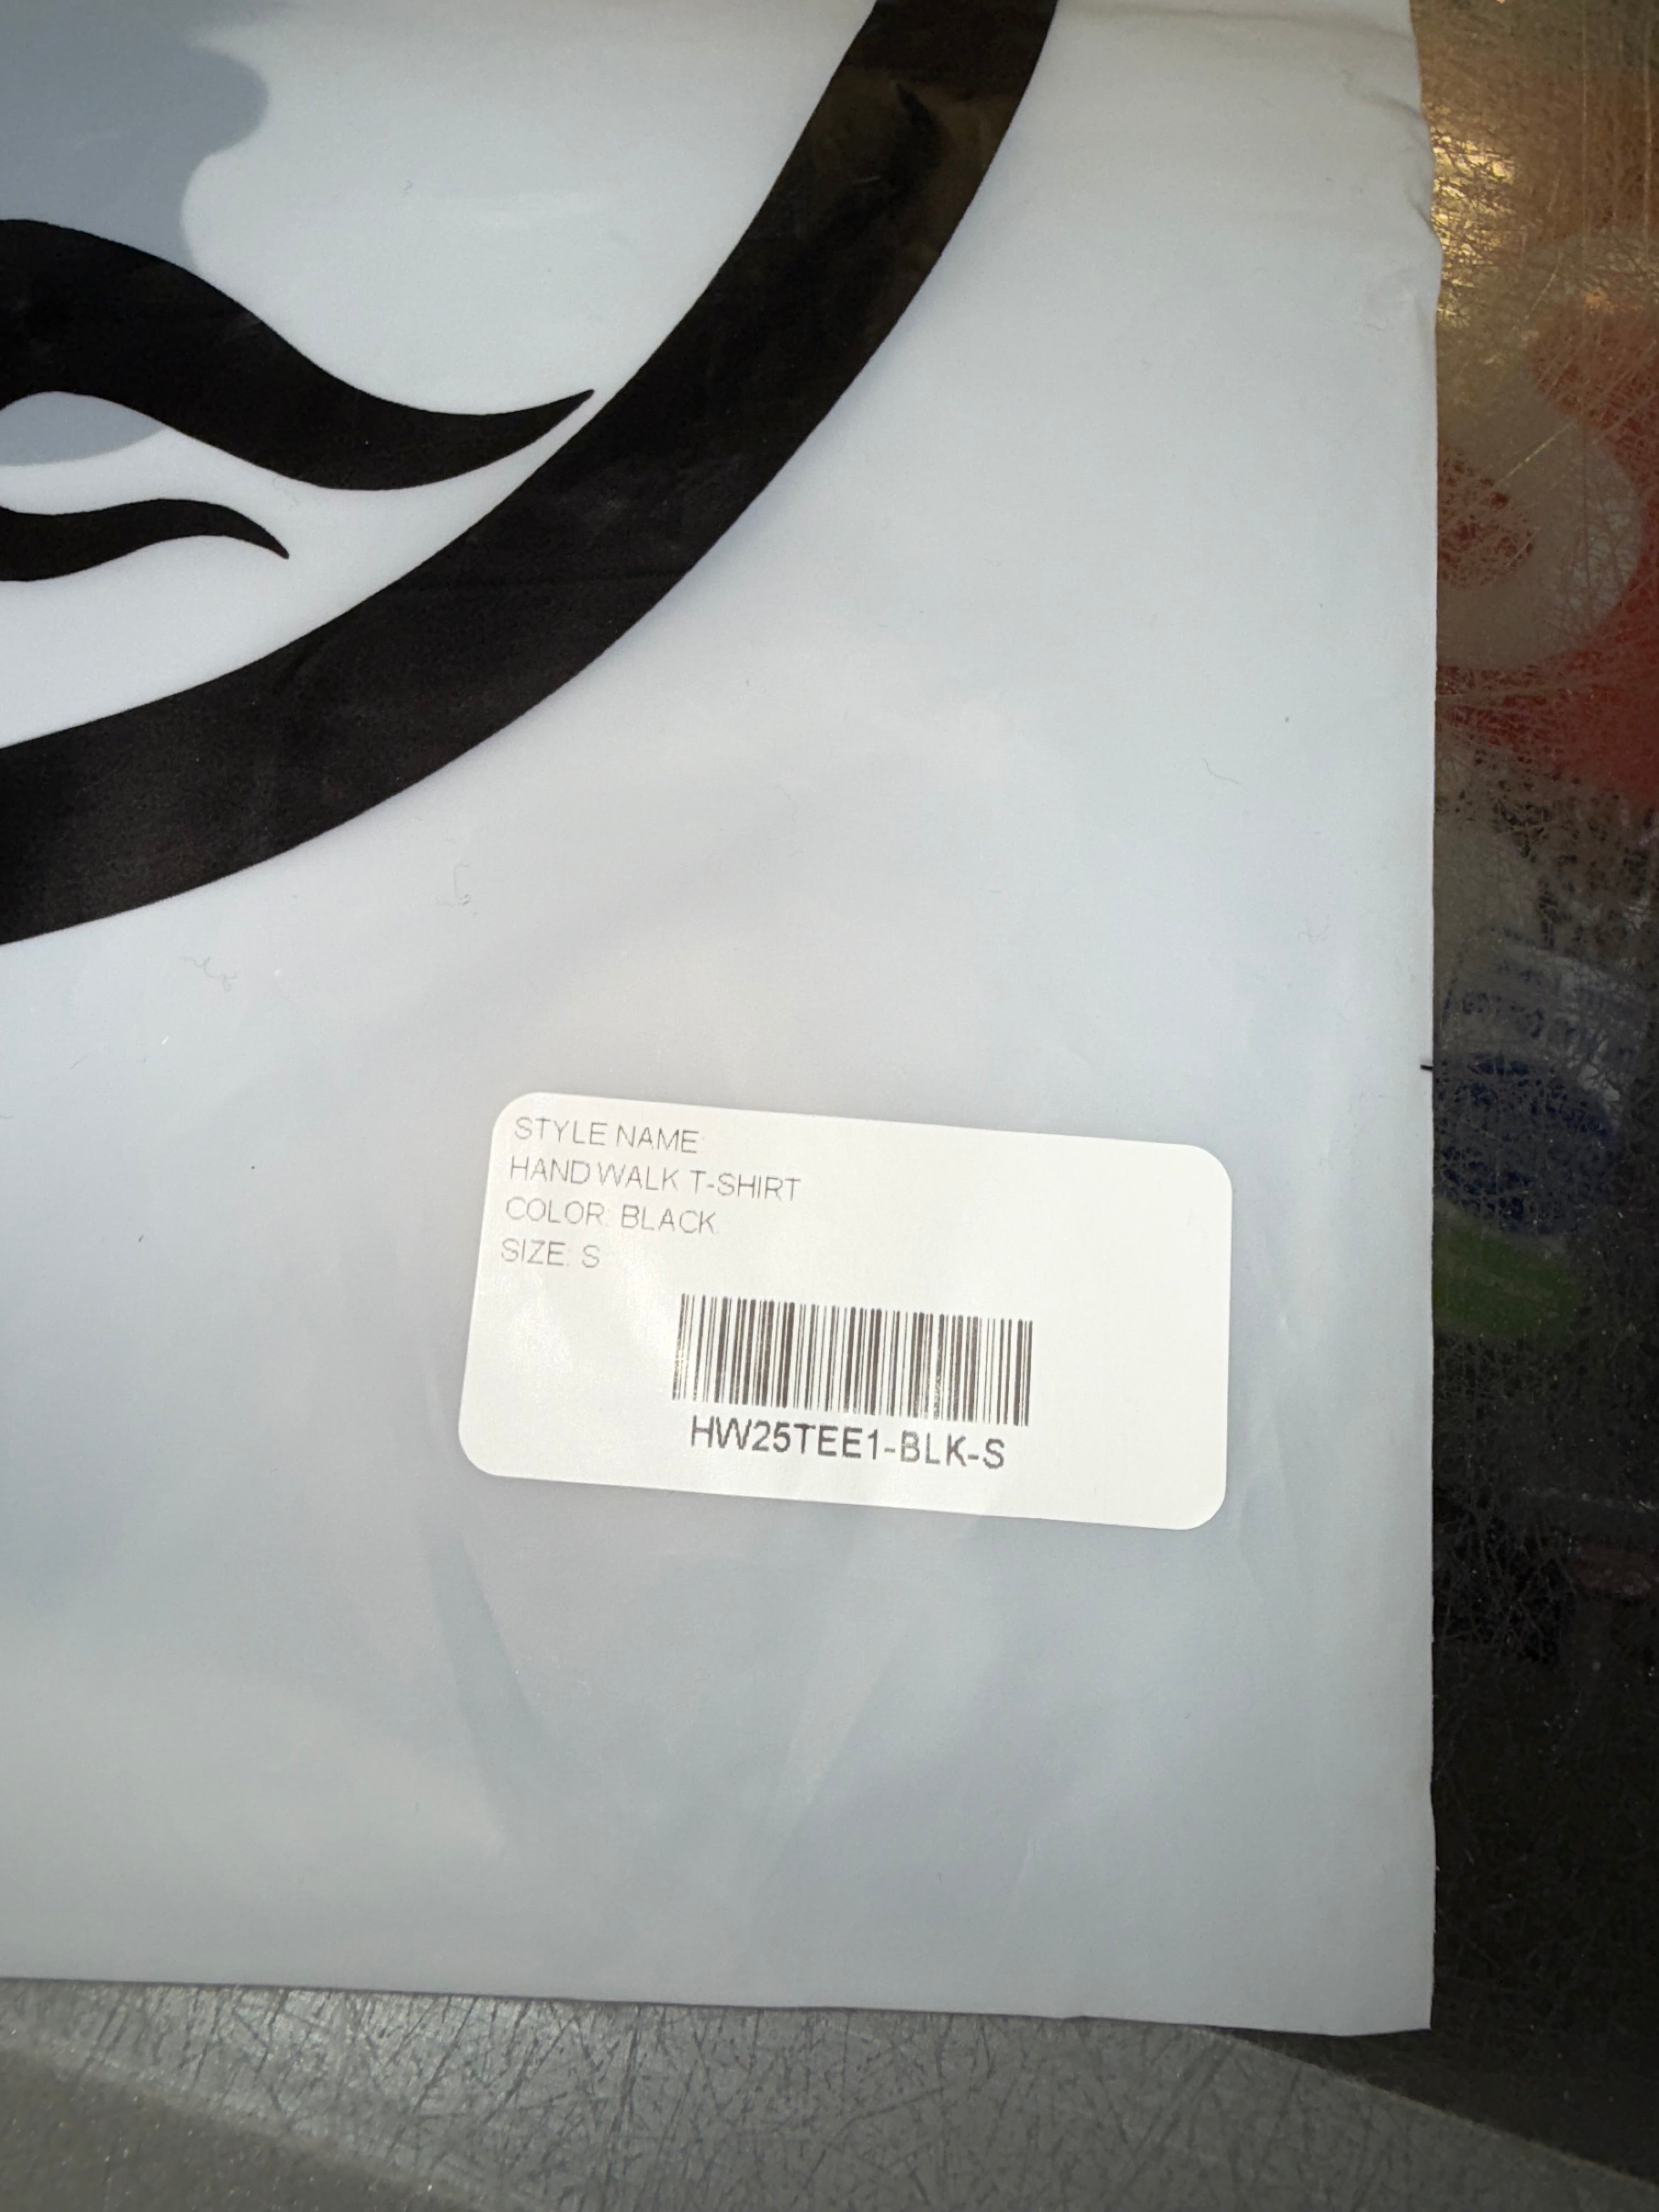 STYLE NAME:
HAND WALK T-SHIRT
COLOR: BLACK
SIZE: S
HW25TEE1-BLK-S